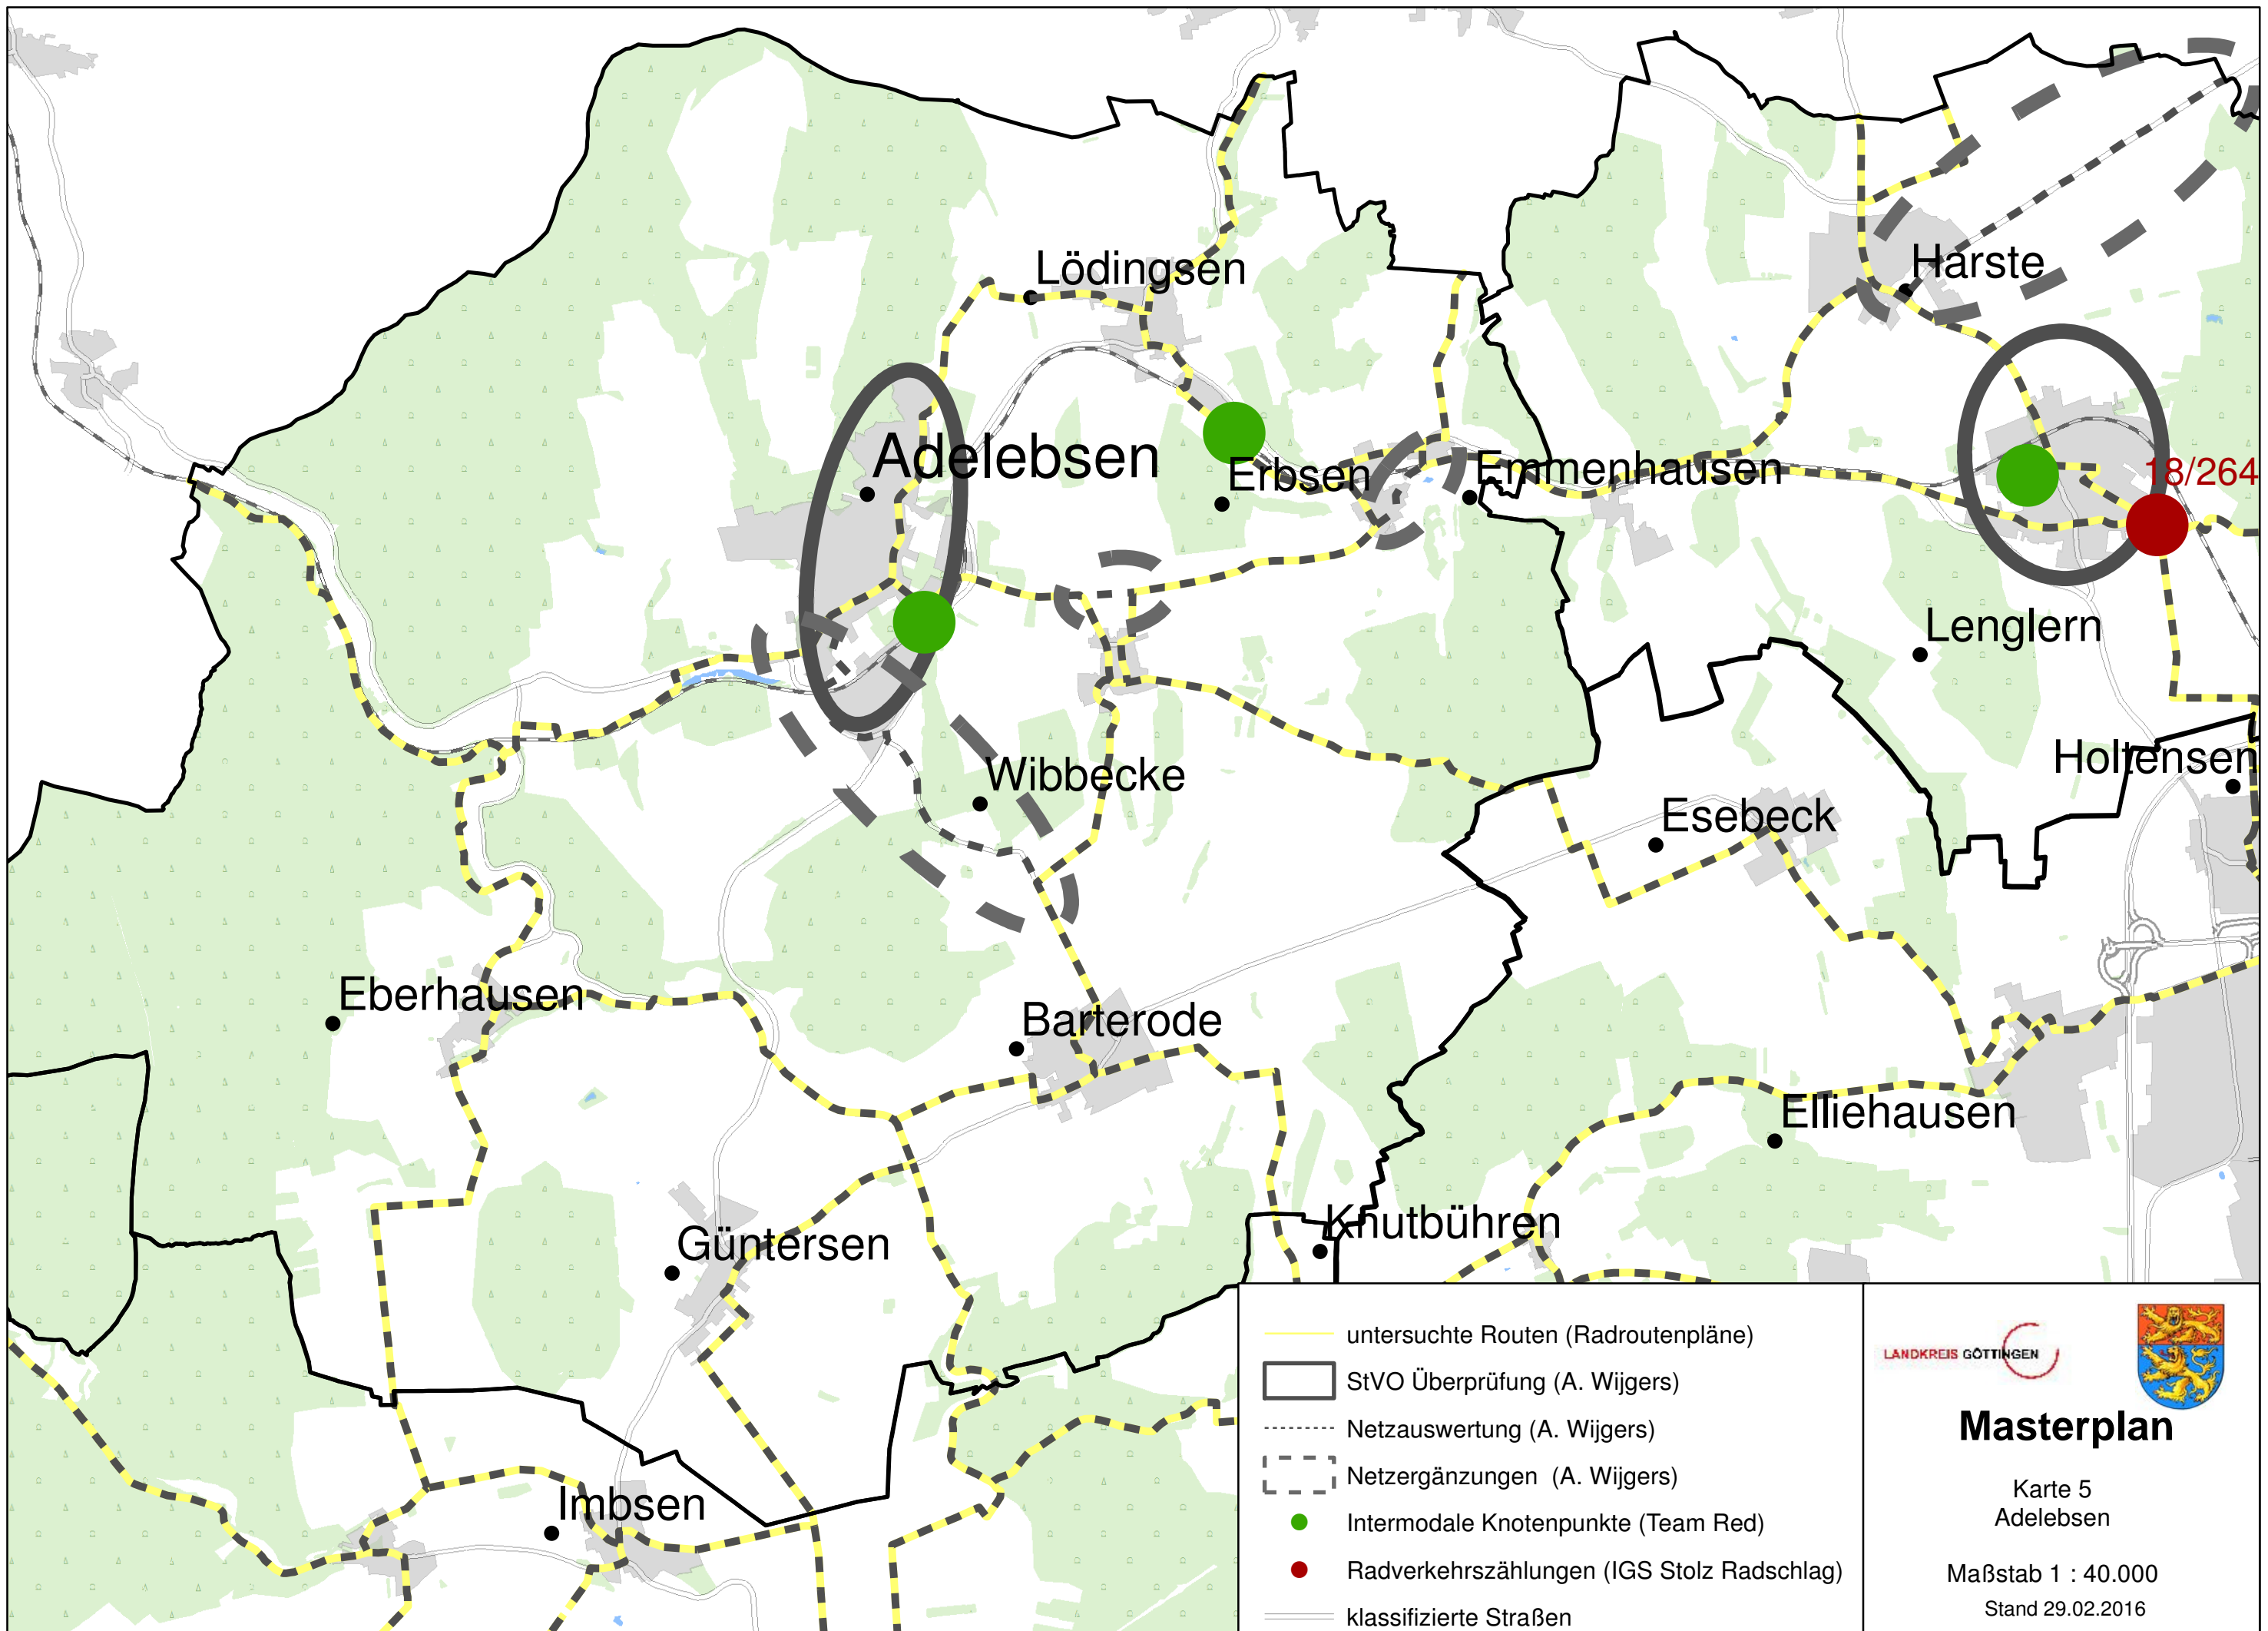 Lödingsen
Harste
Adelebsen
Erbsen
Emmenhausen
18/264
Lenglern
Holtensen
Wibbecke
Esebeck
Eberhausen
Barterode
Elliehausen
Knutbühren
Güntersen
Imbsen
untersuchte Routen (Radroutenpläne)
StVO Überprüfung (A. Wijgers)
Netzauswertung (A. Wijgers)
Netzergänzungen (A. Wijgers)
Intermodale Knotenpunkte (Team Red)
Radverkehrszählungen (IGS Stolz Radschlag)
klassifizierte Straßen
LANDKREIS GÖTTINGEN
Masterplan
Karte 5
Adelebsen
Maßstab 1 : 40.000
Stand 29.02.2016